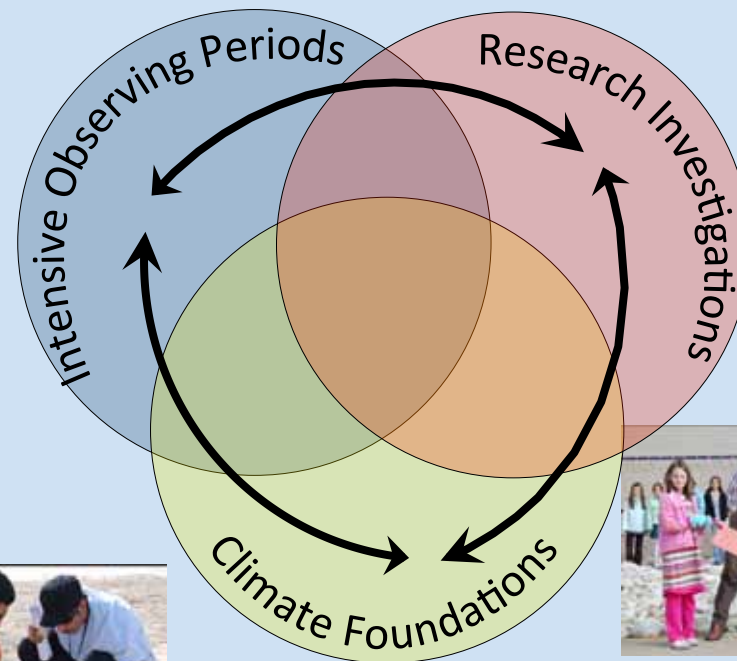 Intensive Observing Periods
Research Investigations
Climate Foundations